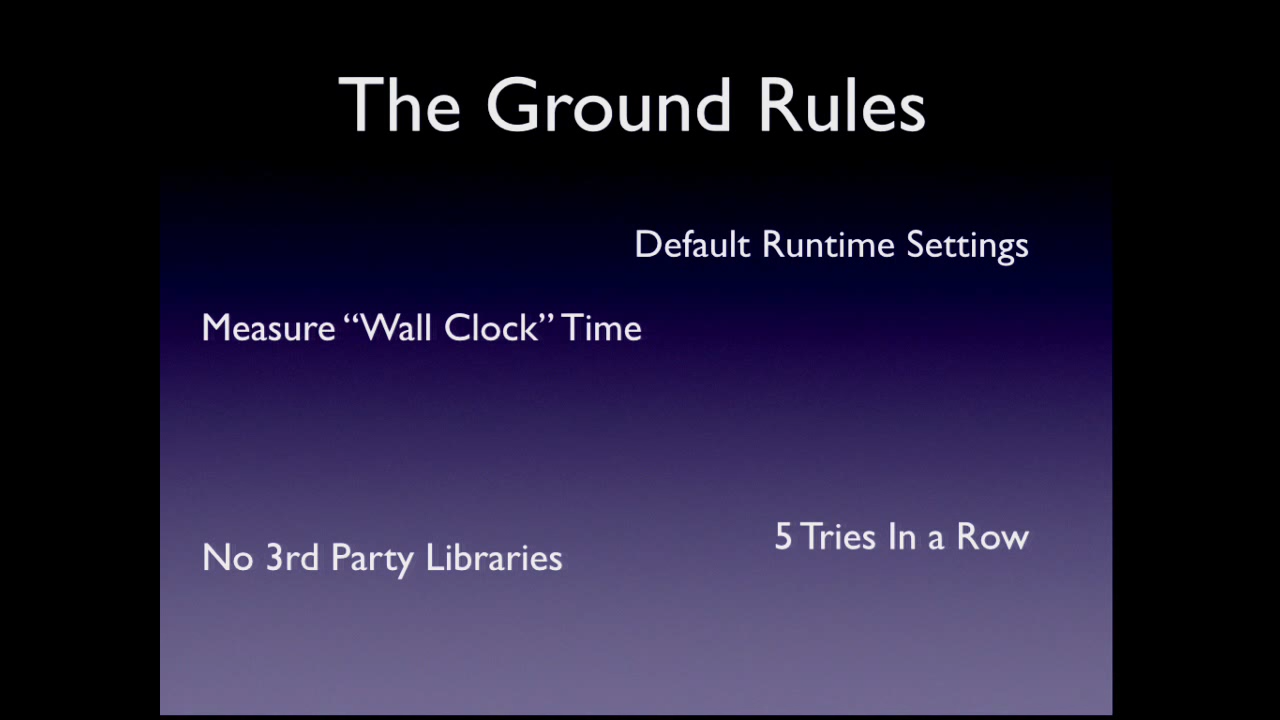 The Ground Rules
Default Runtime Settings
Measure “Wall Clock” Time
5 Tries In a Row
No 3rd Party Libraries